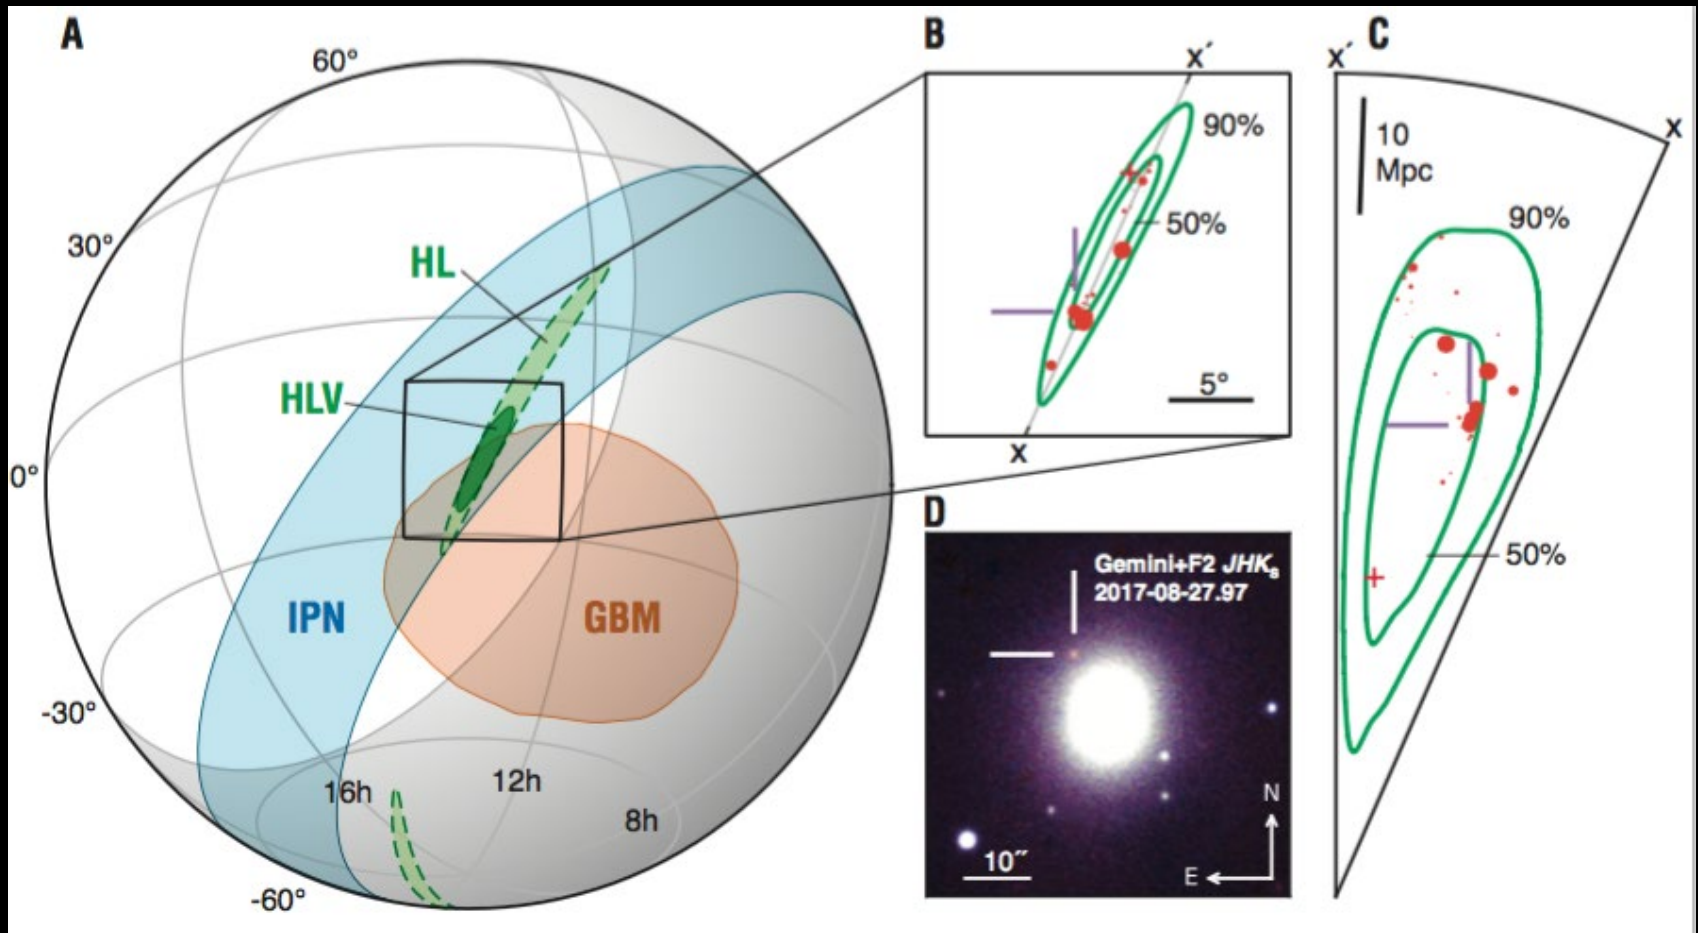 A
60°
30°
0°
-30°
-60°
HL
HLV
IPN
GBM
16h
12h
8h
B
x´
90%
50%
5°
x
C
x´
x
10
Mpc
90%
50%
D
Gemini+F2 JHKs
2017-08-27.97
10″
N
E